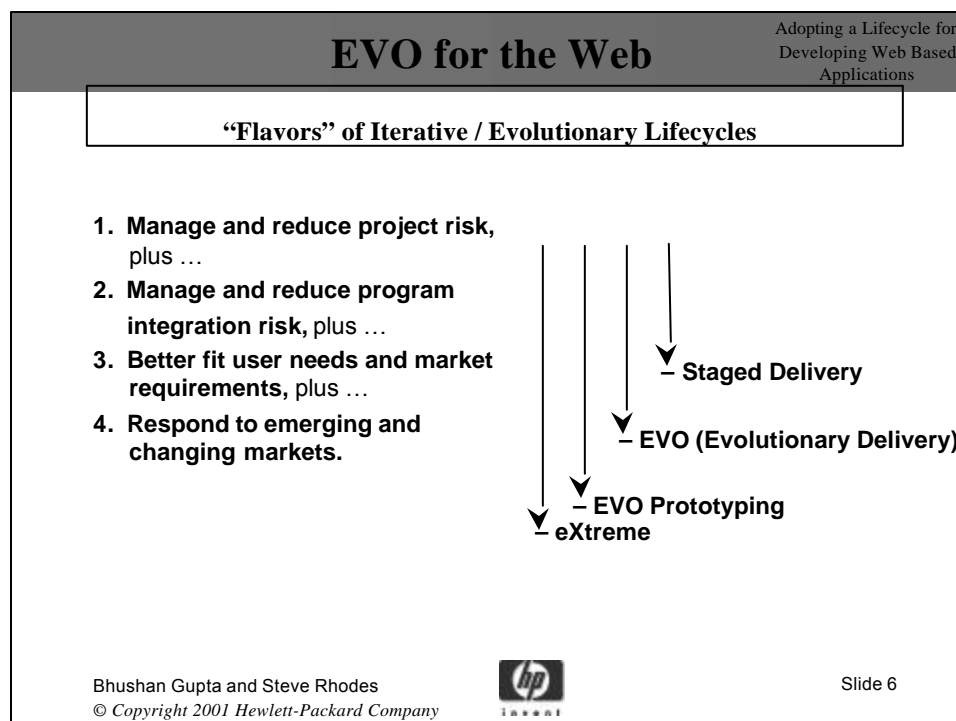 EVO for the Web
Adopting a Lifecycle for
Developing Web Based
Applications
“Flavors” of Iterative / Evolutionary Lifecycles
1. Manage and reduce project risk,
plus …
2. Manage and reduce program
integration risk, plus …
3. Better fit user needs and market
requirements, plus …
4. Respond to emerging and
changing markets.
– Staged Delivery
– EVO (Evolutionary Delivery)
– EVO Prototyping
– eXtreme
Bhushan Gupta and Steve Rhodes
© Copyright 2001 Hewlett-Packard Company
hp
invent
Slide 6